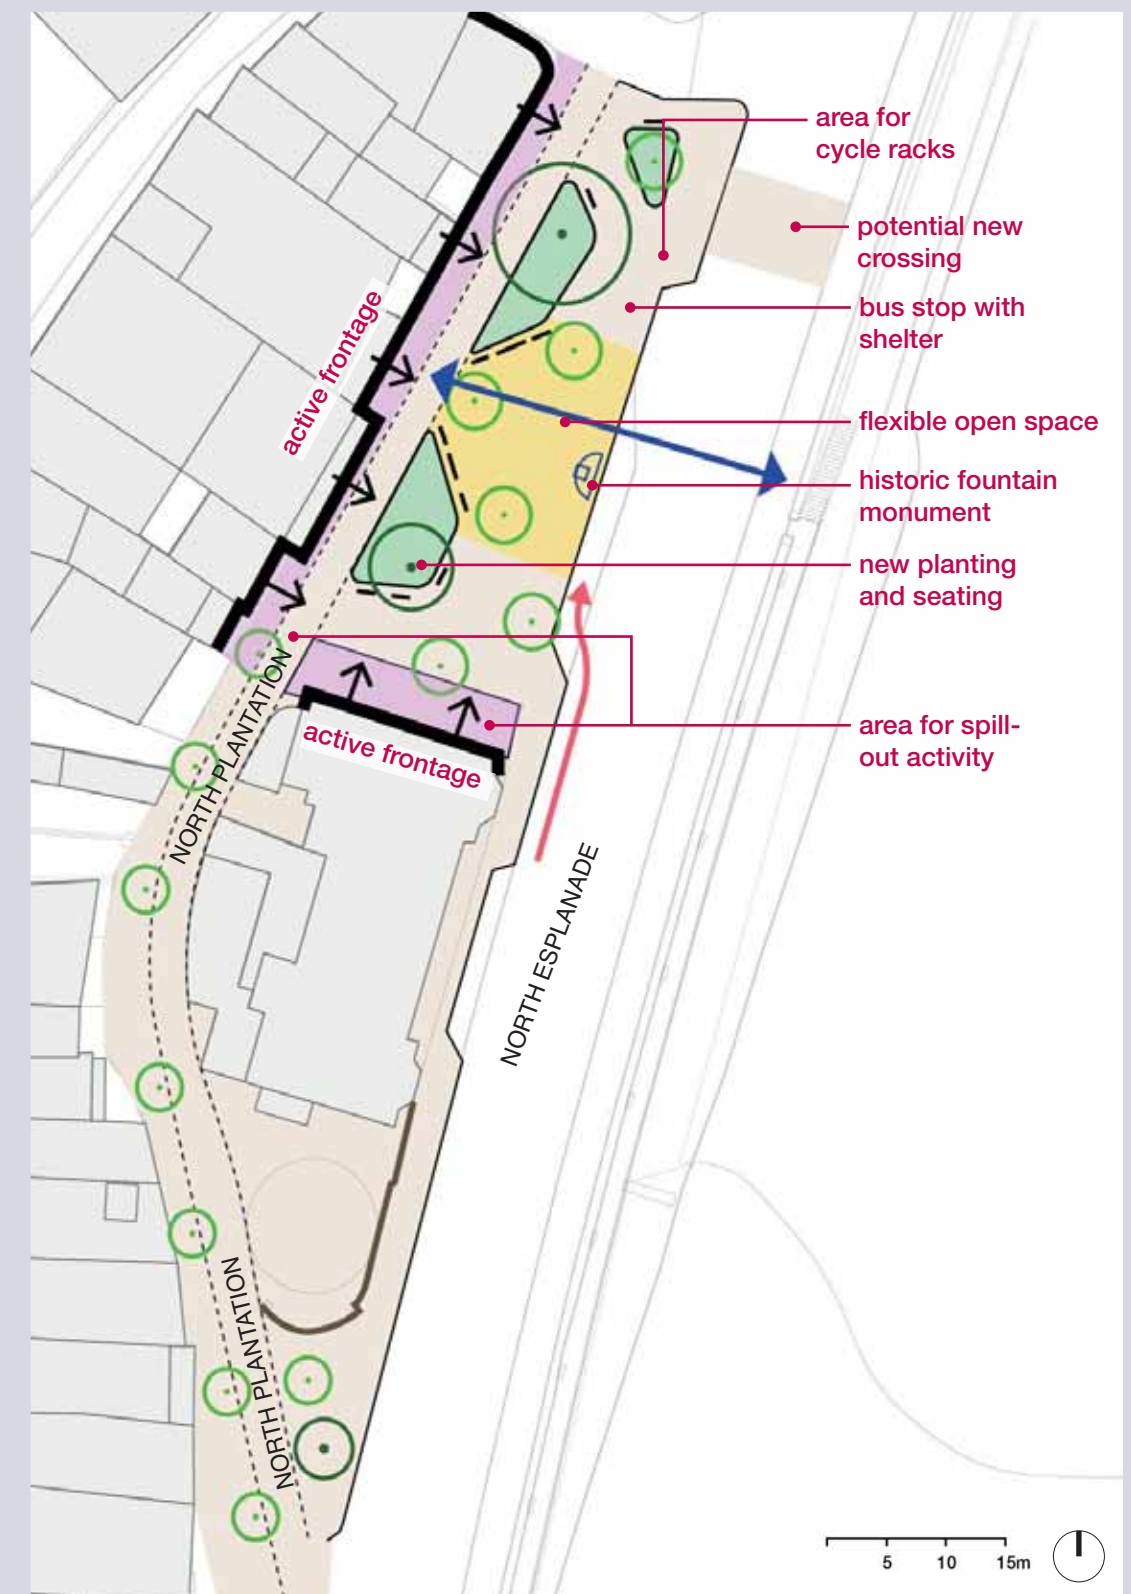 area for
cycle racks
potential new
crossing
bus stop with
shelter
active frontage
flexible open space
historic fountain
monument
new planting
and seating
area for spill-
out activity
active frontage
NORTH PLANTATION
NORTH ESPLANADE
NORTH PLANTATION
5 10 15m